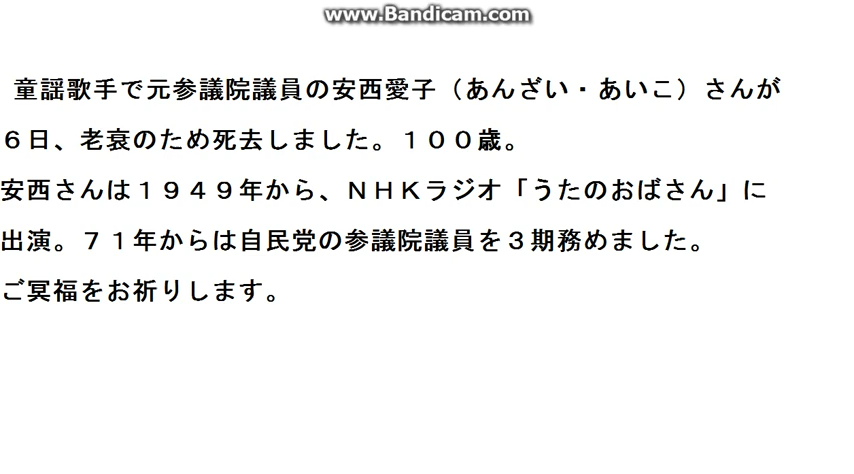 www.Bandicam.com
童謡歌手で元参議院議員の安西愛子（あんざい・あいこ）さんが
６日、老衰のため死去しました。１００歳。
安西さんは１９４９年から、ＮＨＫラジオ「うたのおばさん」に
出演。７１年からは自民党の参議院議員を３期務めました。
ご冥福をお祈りします。